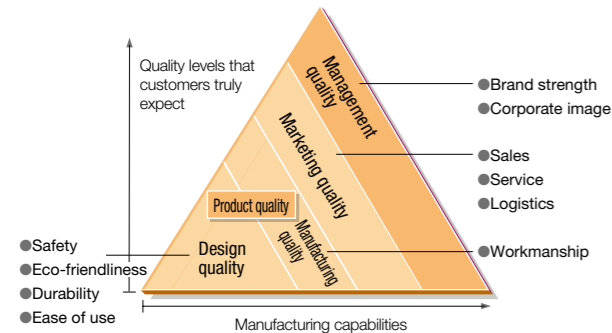 Quality levels that
customers truly
expect
Management
quality
●Brand strength
●Corporate image
Marketing quality
●Sales
●Service
●Logistics
Product quality
Manufacturing
quality
●Workmanship
Design
quality
●Safety
●Eco-friendliness
●Durability
●Ease of use
Manufacturing capabilities